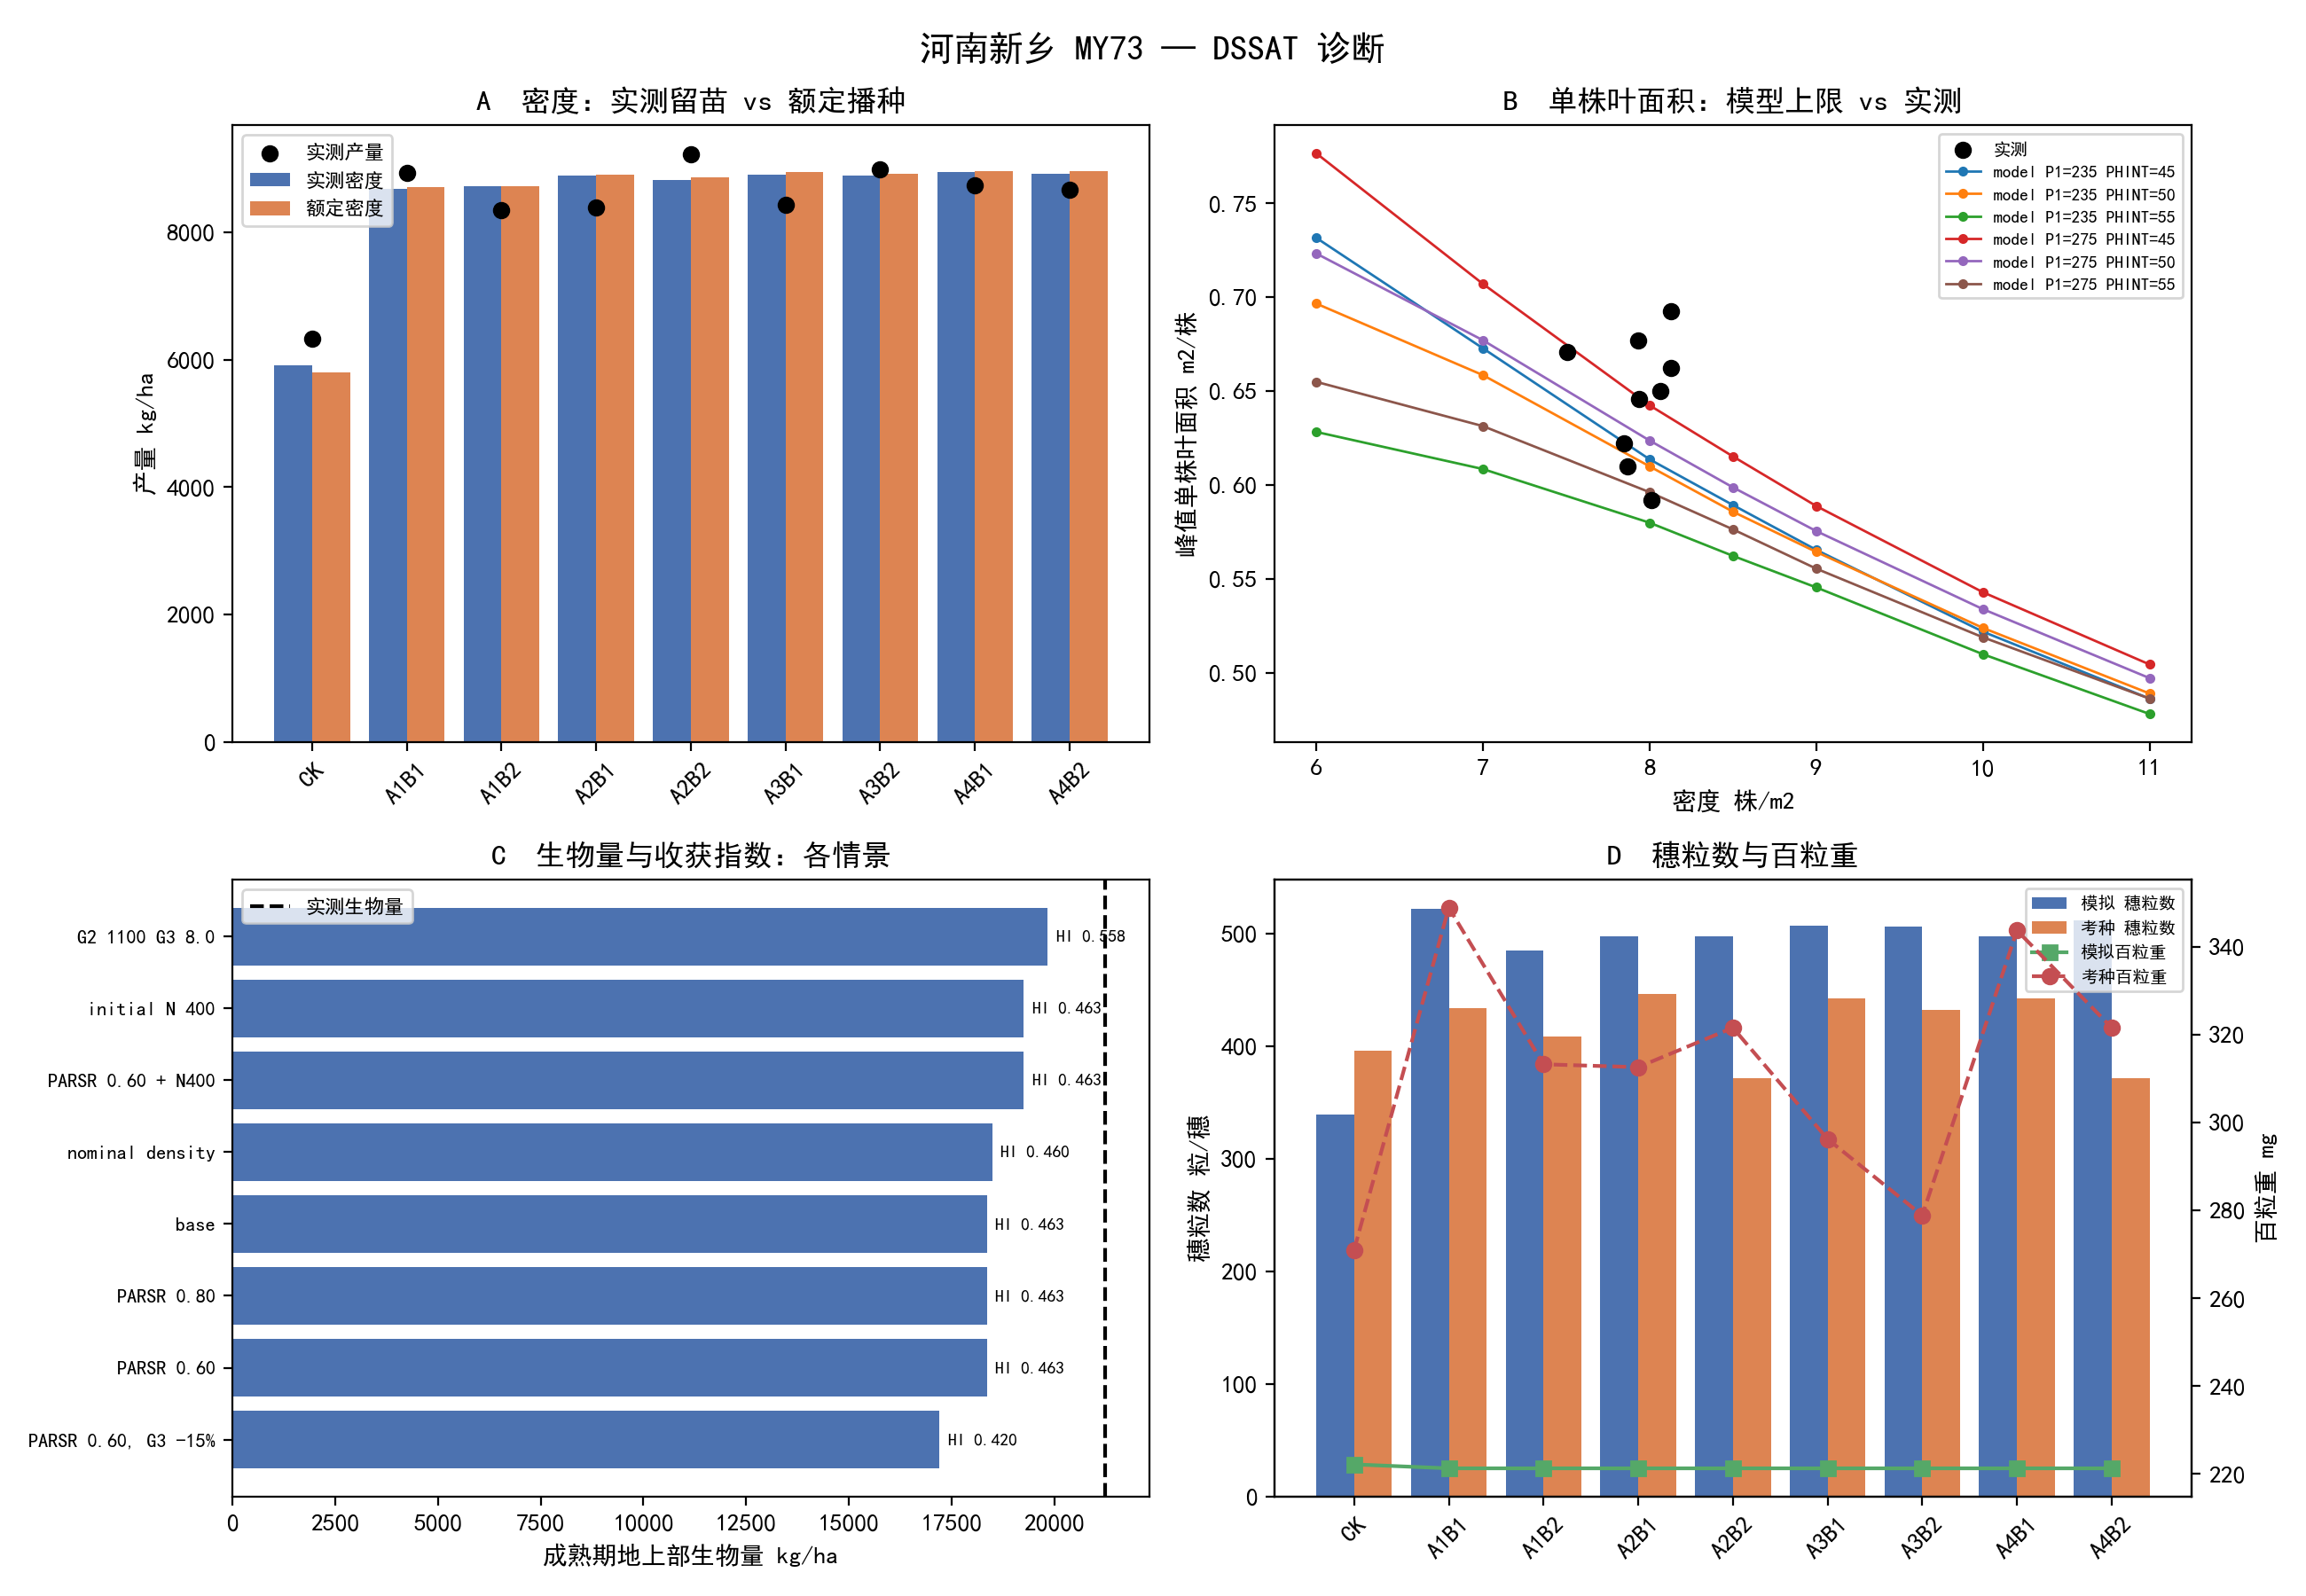 河南新乡 MY73 —— DSSAT 诊断
A 密度：实测留苗 vs 额定播种
实测产量
实测密度
额定密度
产量 kg/ha
8000
6000
4000
2000
0
CK
A1B1
A1B2
A2B1
A2B2
A3B1
A3B2
A4B1
A4B2
B 单株叶面积：模型上限 vs 实测
实测
model P1=235 PHINT=45
model P1=235 PHINT=50
model P1=235 PHINT=55
model P1=275 PHINT=45
model P1=275 PHINT=50
model P1=275 PHINT=55
峰值单株叶面积 m2/株
0.75
0.70
0.65
0.60
0.55
0.50
6
7
8
9
10
11
密度 株/m2
C 生物量与收获指数：各情景
实测生物量
G2 1100 G3 8.0
HI 0.558
initial N 400
HI 0.463
PARSR 0.60 + N400
HI 0.463
nominal density
HI 0.460
base
HI 0.463
PARSR 0.80
HI 0.463
PARSR 0.60
HI 0.463
PARSR 0.60, G3 -15%
HI 0.420
0
2500
5000
7500
10000
12500
15000
17500
20000
成熟期地上部生物量 kg/ha
D 穗粒数与百粒重
模拟 穗粒数
考种 穗粒数
模拟百粒重
考种百粒重
穗粒数 粒/穗
500
400
300
200
100
0
340
320
300
280
260
240
220
百粒重 mg
CK
A1B1
A1B2
A2B1
A2B2
A3B1
A3B2
A4B1
A4B2